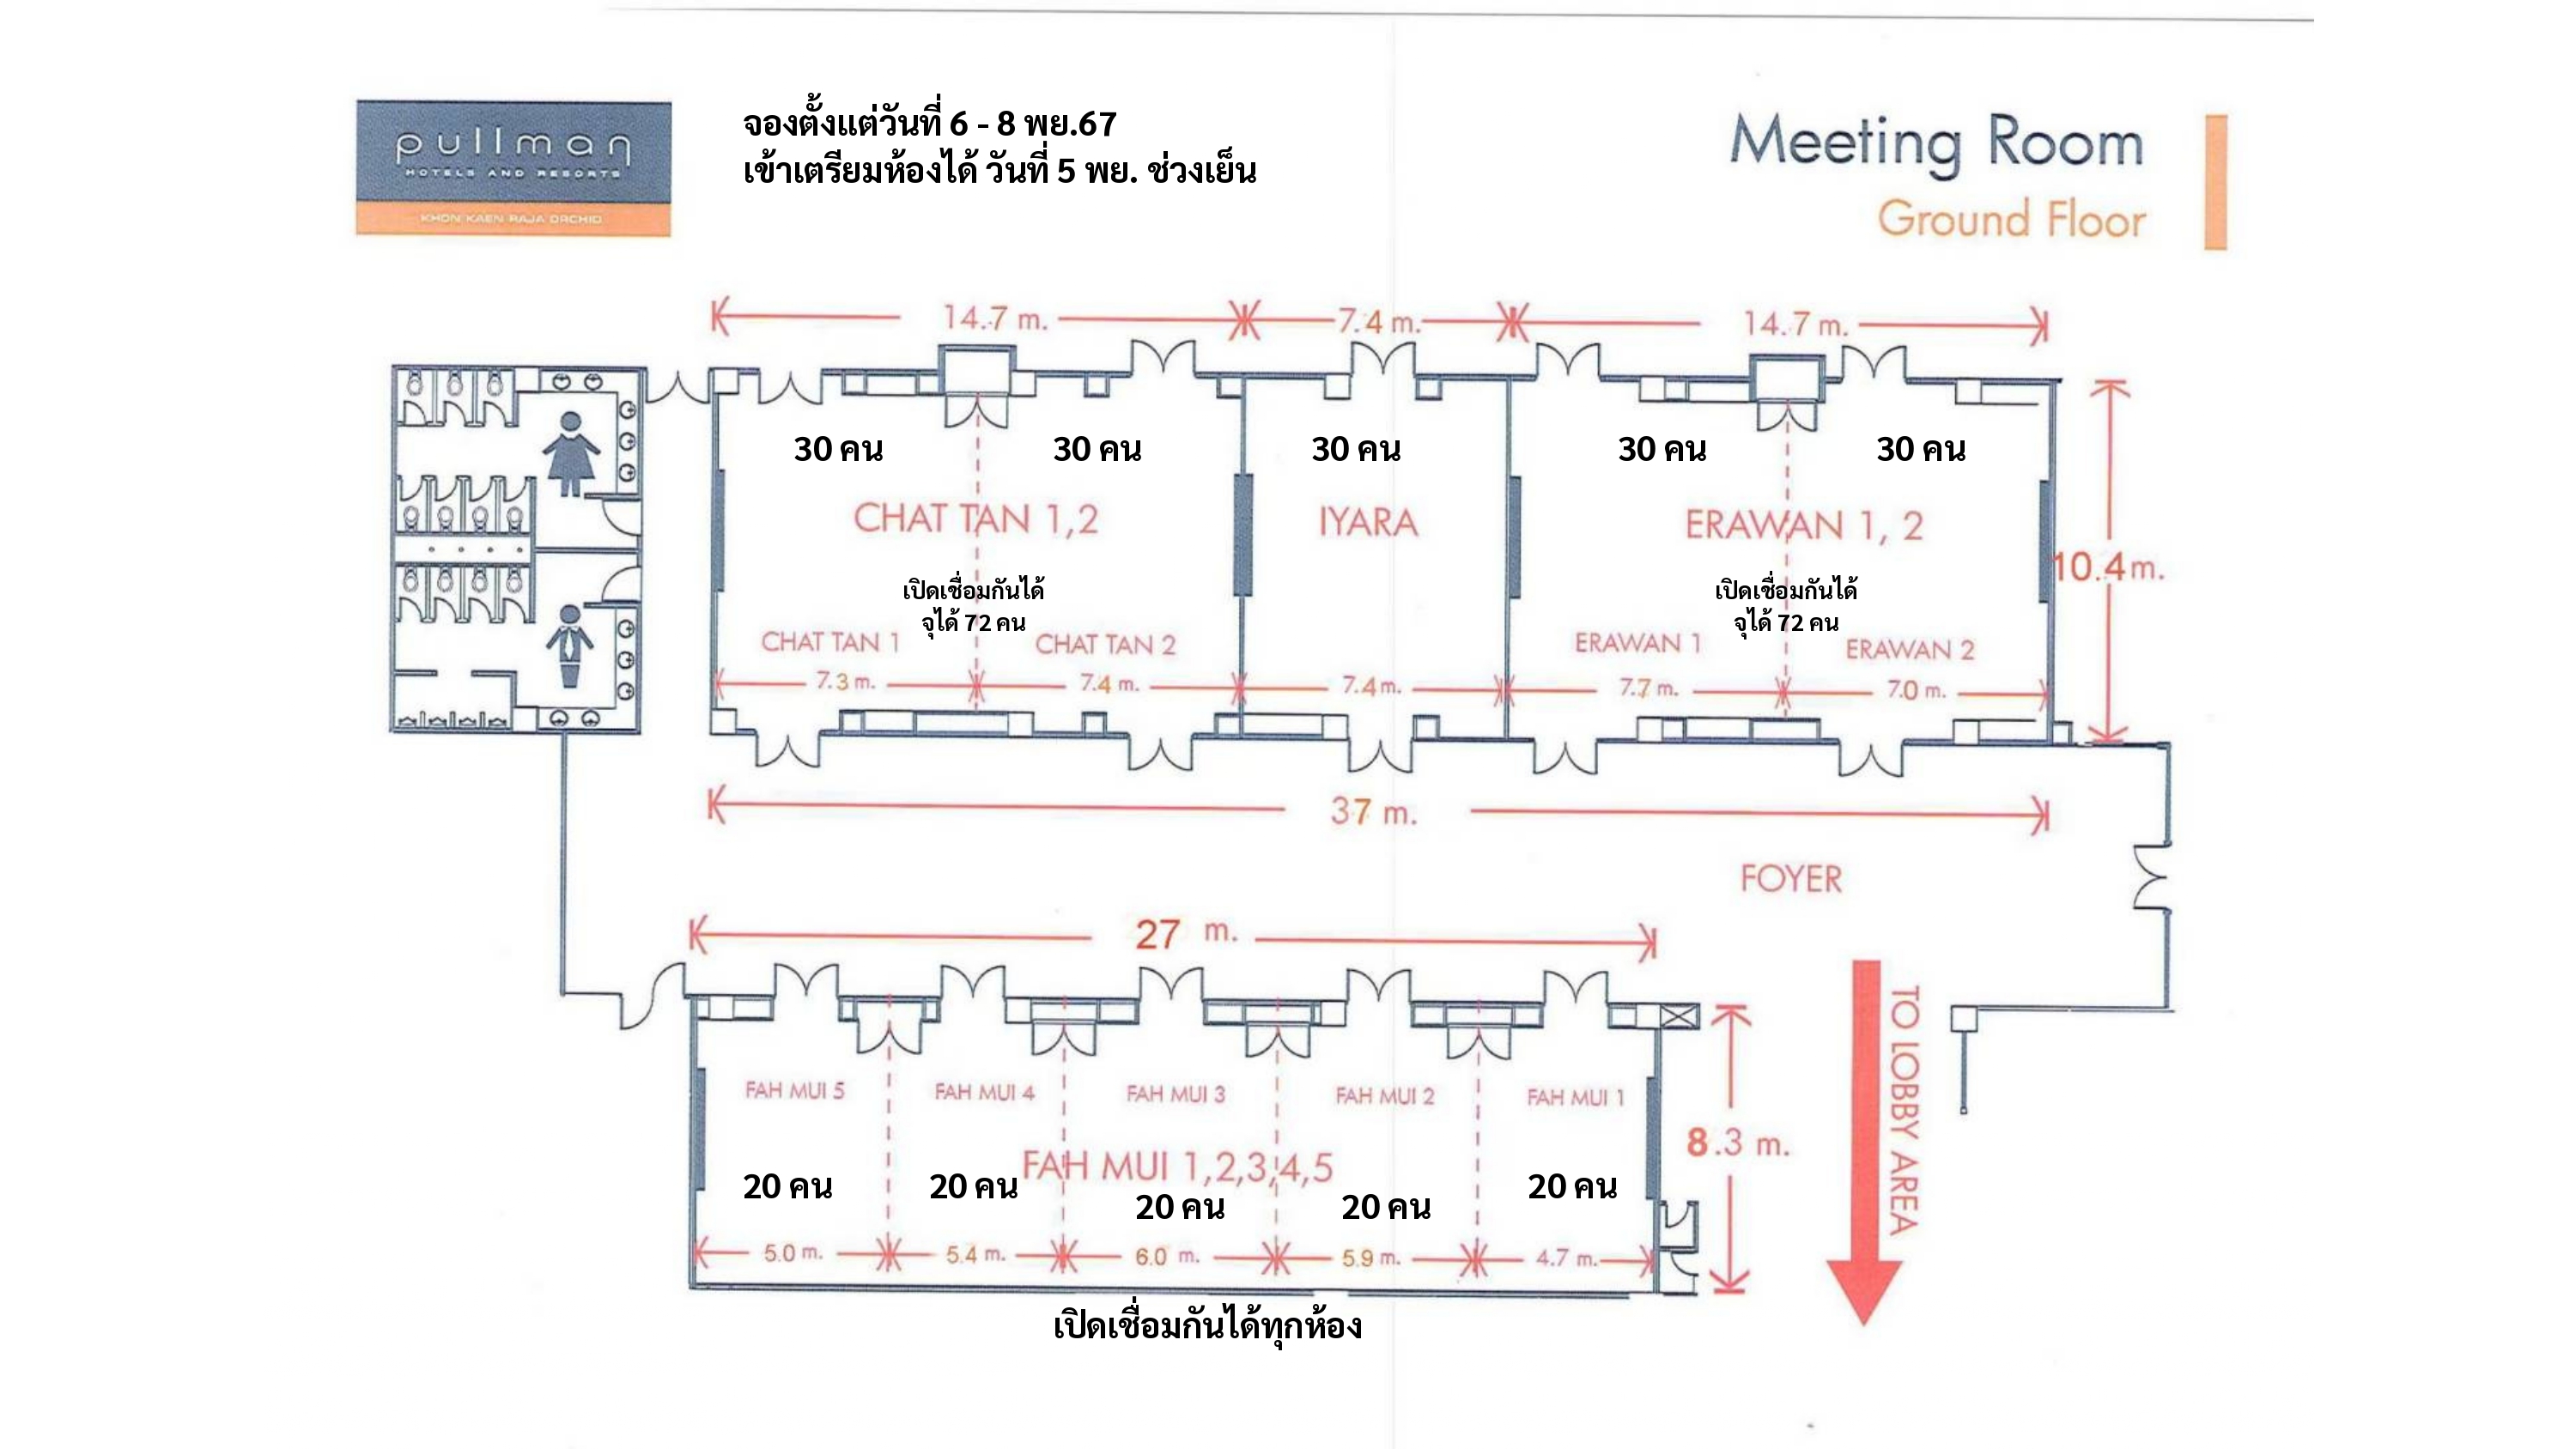 pullman
HOTELS AND RESORTS
KHON KAEN RAJA ORCHID
จองตั้งแต่วันที่ 6 - 8 พย.67
เข้าเตรียมห้องได้ วันที่ 5 พย. ช่วงเย็น
Meeting Room
Ground Floor
14.7 m.
7.4 m.
14.7 m.
30 คน
30 คน
30 คน
30 คน
30 คน
CHAT TAN 1,2
IYARA
ERAWAN 1, 2
10.4m.
เปิดเชื่อมกันได้
จุได้ 72 คน
เปิดเชื่อมกันได้
จุได้ 72 คน
CHAT TAN 1
CHAT TAN 2
ERAWAN 1
ERAWAN 2
7.3 m.
7.4 m.
7.4m.
7.7 m.
7.0 m.
37 m.
FOYER
27 m.
TO LOBBY AREA
FAH MUI 5
FAH MUI 4
FAH MUI 3
FAH MUI 2
FAH MUI 1
8.3 m.
FAH MUI 1,2,3,4,5
20 คน
20 คน
20 คน
20 คน
20 คน
5.0 m.
5.4 m.
6.0 m.
5.9 m.
4.7 m.
เปิดเชื่อมกันได้ทุกห้อง